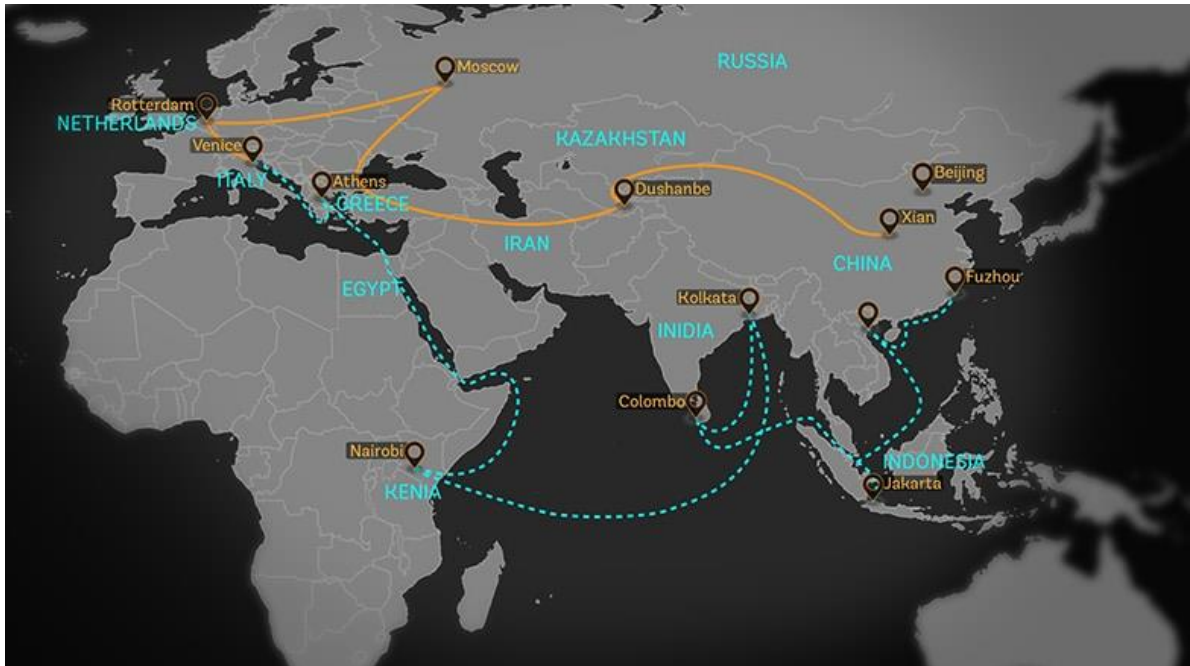 Moscow
RUSSIA
Rotterdam
NETHERLANDS
KAZAKHSTAN
Venice
ITALY
Athens
GREECE
Dushanbe
Beijing
Xian
IRAN
CHINA
EGYPT
Kolkata
Fuzhou
INIDIA
Colombo
Nairobi
INDONESIA
KENIA
Jakarta